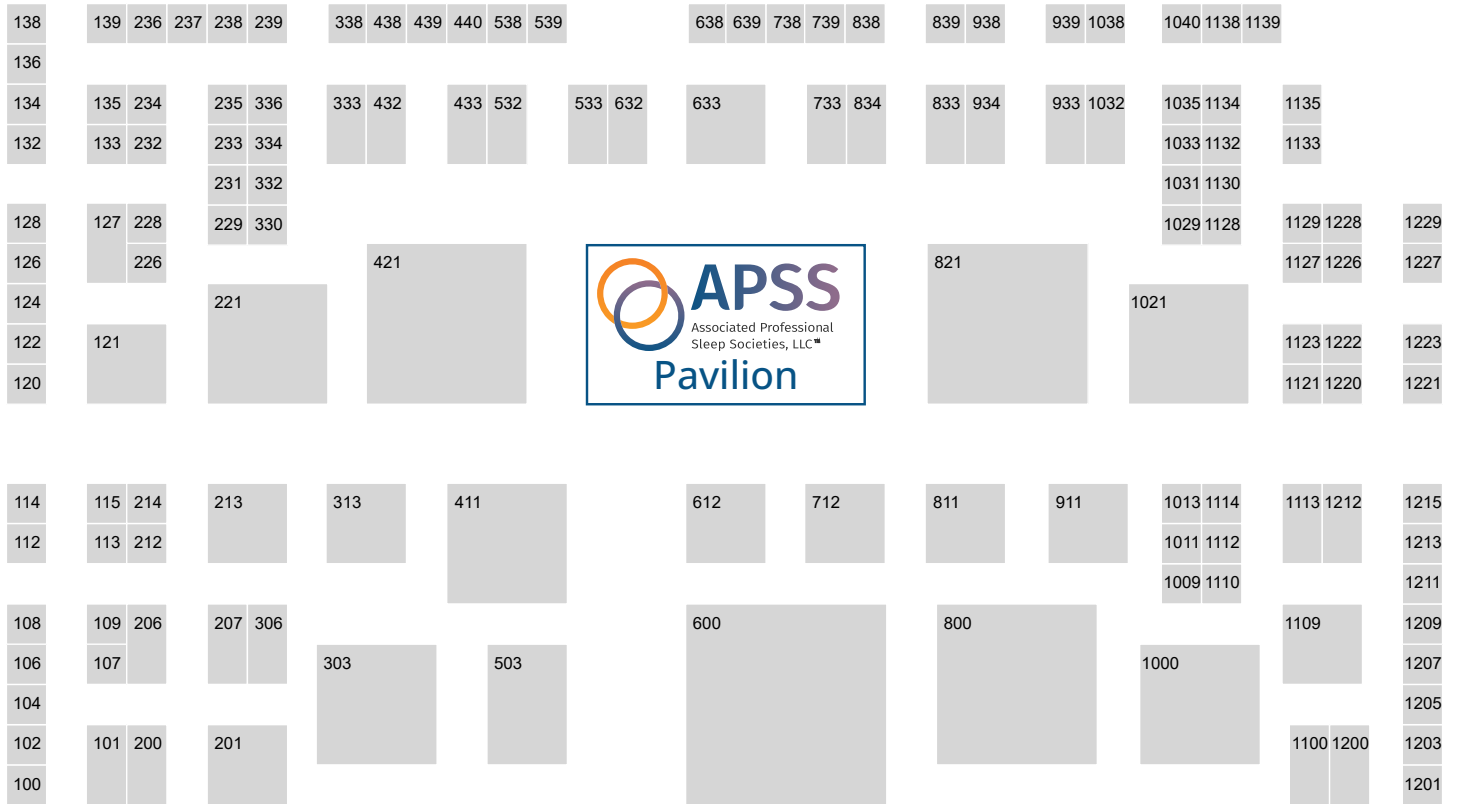 138 139 236 237 238 239 338 438 439 440 538 539 638 639 738 739 838 839 938 939 1038 1040 1138 1139
136
134 135 234 235 336 333 432 433 532 533 632 633 733 834 833 934 933 1032 1035 1134 1135
132 133 232 233 334 1033 1132 1133
231 332 1031 1130
128 127 228 229 330 1029 1128 1129 1228 1229
126 226 421 821 1127 1226 1227
APSS
124 221 1021
Associated Professional
Sleep Societies, LLC
122 121 1123 1222 1223
Pavilion
120 1121 1220 1221
114 115 214 213 313 411 612 712 811 911 1013 1114 1113 1212 1215
112 113 212 1011 1112 1213
1009 1110 1211
108 109 206 207 306 600 800 1109 1209
106 107 303 503 1000 1207
104 1205
102 101 200 201 1100 1200 1203
100 1201